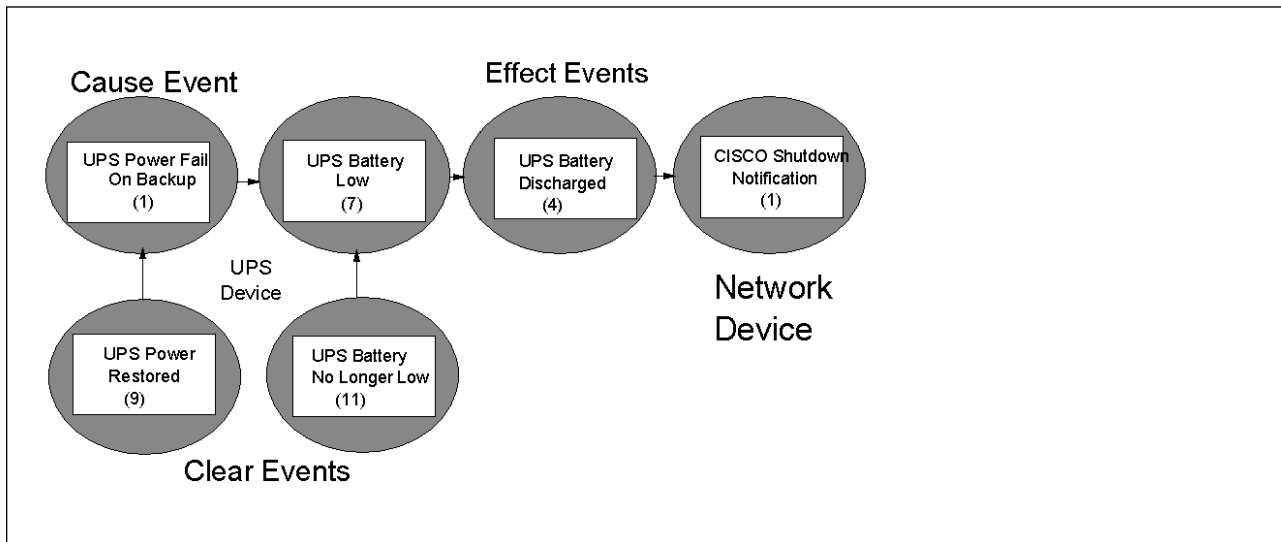 Cause Event
Effect Events
UPS Power Fail
On Backup
(1)
UPS Battery
Low
(7)
UPS Battery
Discharged
(4)
CISCO Shutdown
Notification
(1)
UPS
Device
Network
Device
UPS Power
Restored
(9)
UPS Battery
No Longer Low
(11)
Clear Events